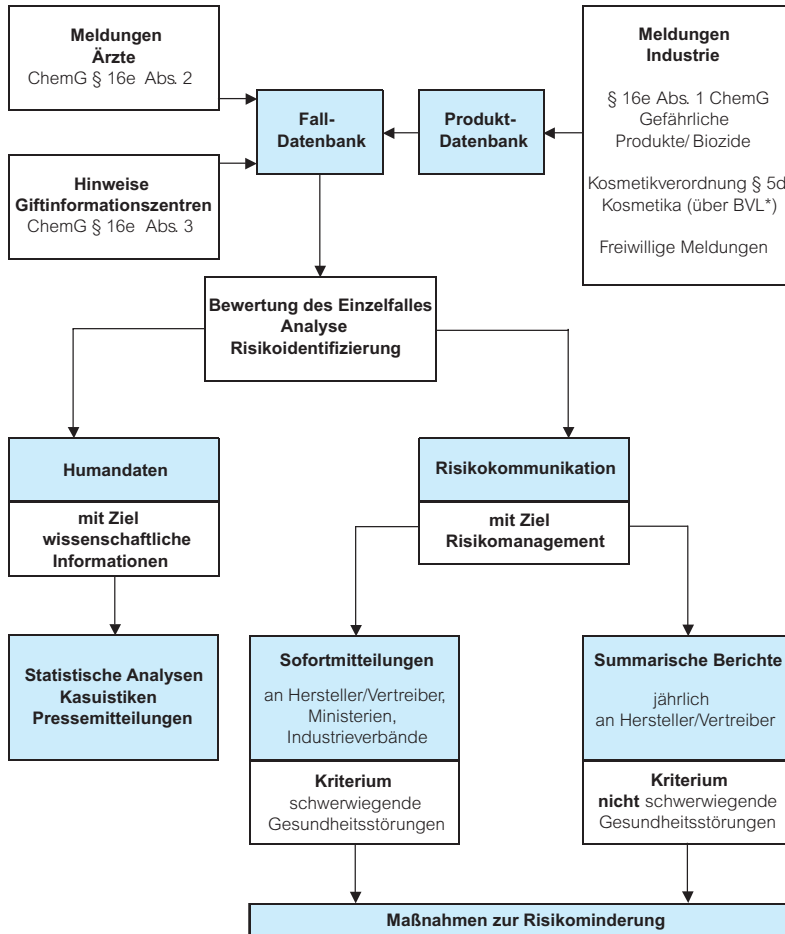 Meldungen
Ärzte
ChemG § 16e Abs. 2
Hinweise
Giftinformationszentren
ChemG § 16e Abs. 3
Fall-
Datenbank
Produkt-
Datenbank
Meldungen
Industrie
§ 16e Abs. 1 ChemG
Gefährliche
Produkte/ Biozide
Kosmetikverordnung § 5d
Kosmetika (über BVL*)
Freiwillige Meldungen
Bewertung des Einzelfalles
Analyse
Risikoidentifizierung
Humandaten
mit Ziel
wissenschaftliche
Informationen
Statistische Analysen
Kasuistiken
Pressemitteilungen
Risikokommunikation
mit Ziel
Risikomanagement
Sofortmitteilungen
an Hersteller/Vertreiber,
Ministerien,
Industrieverbände
Kriterium
schwerwiegende
Gesundheitsstörungen
Summarische Berichte
jährlich
an Hersteller/Vertreiber
Kriterium
nicht schwerwiegende
Gesundheitsstörungen
Maßnahmen zur Risikominderung